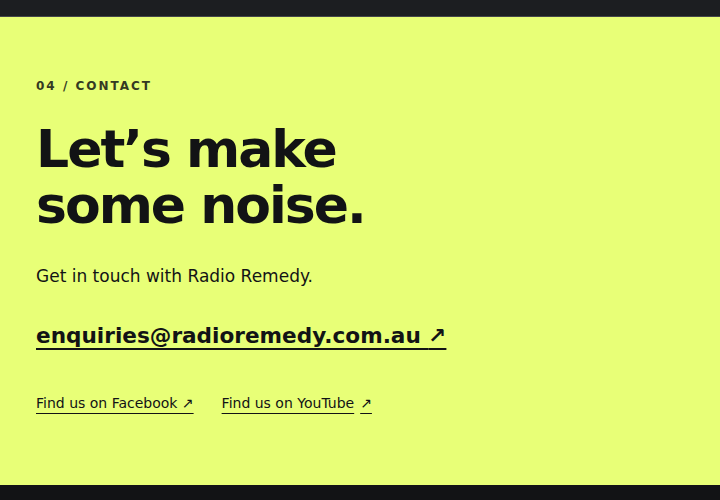 04 / CONTACT
Let’s make
some noise.
Get in touch with Radio Remedy.
enquiries@radioremedy.com.au ↗
Find us on Facebook ↗ Find us on YouTube ↗